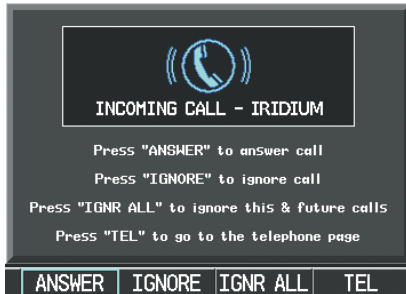 INCOMING CALL - IRIDIUM
Press "ANSWER" to answer call
Press "IGNORE" to ignore call
Press "IGNR ALL" to ignore this & future calls
Press "TEL" to go to the telephone page
ANSWER IGNORE IGNR ALL TEL